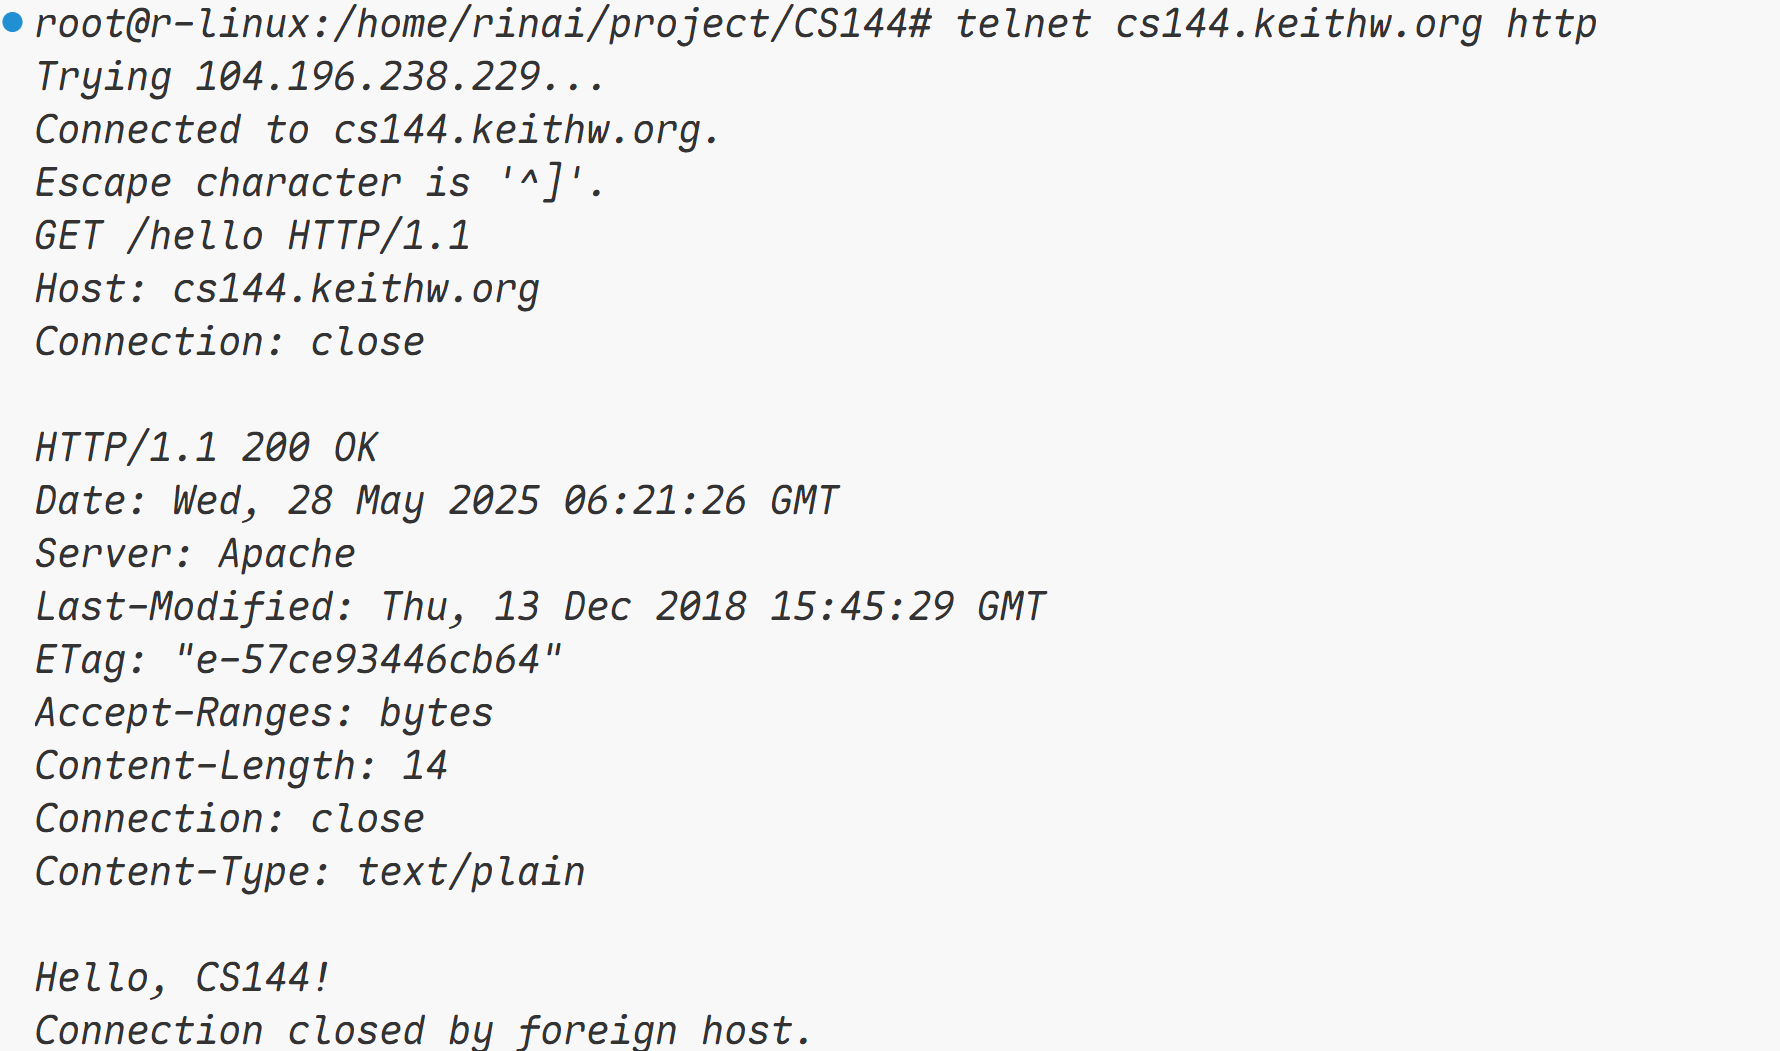 root@r-linux:/home/rinai/project/CS144# telnet cs144.keithw.org http
Trying 104.196.238.229...
Connected to cs144.keithw.org.
Escape character is '^]'.
GET /hello HTTP/1.1
Host: cs144.keithw.org
Connection: close

HTTP/1.1 200 OK
Date: Wed, 28 May 2025 06:21:26 GMT
Server: Apache
Last-Modified: Thu, 13 Dec 2018 15:45:29 GMT
ETag: "e-57ce93446cb64"
Accept-Ranges: bytes
Content-Length: 14
Connection: close
Content-Type: text/plain

Hello, CS144!
Connection closed by foreign host.